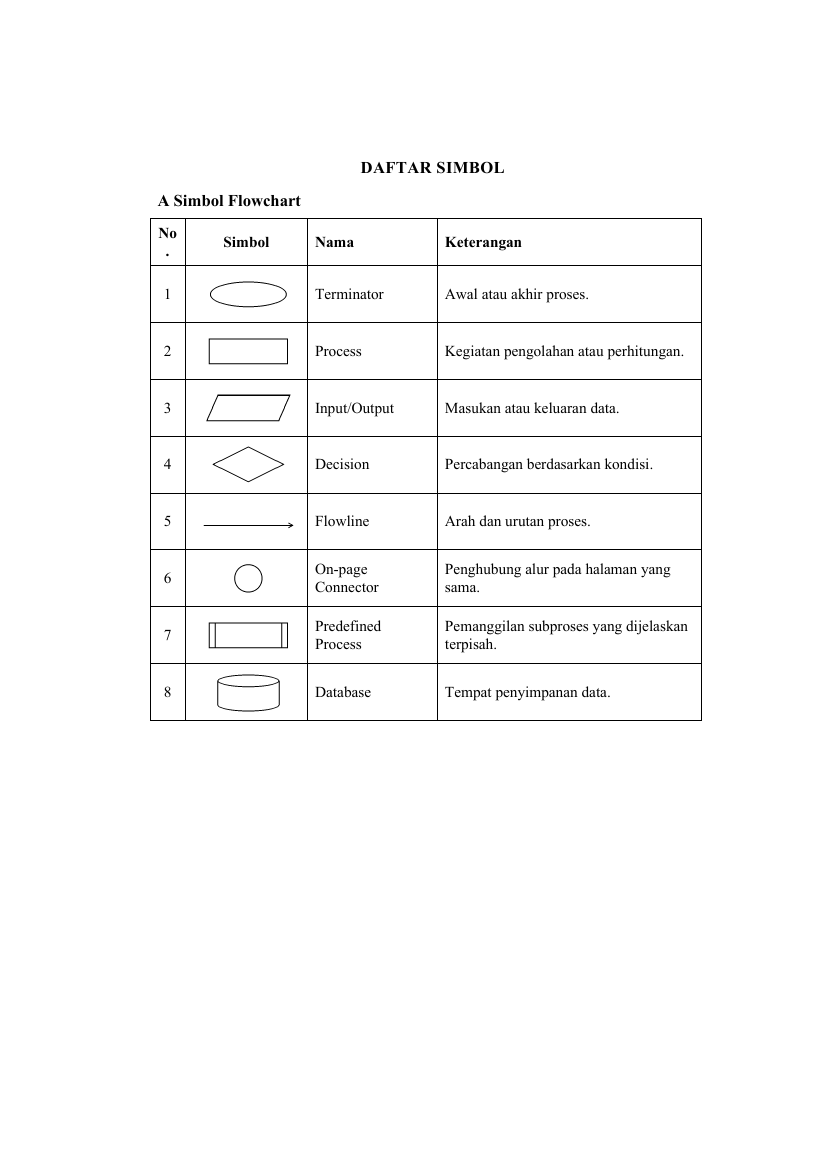 DAFTAR SIMBOL
A Simbol Flowchart
No
.
Simbol
Nama
Keterangan
1
Terminator
Awal atau akhir proses.
2
Process
Kegiatan pengolahan atau perhitungan.
3
Input/Output
Masukan atau keluaran data.
4
Decision
Percabangan berdasarkan kondisi.
5
Flowline
Arah dan urutan proses.
6
On-page
Connector
Penghubung alur pada halaman yang
sama.
7
Predefined
Process
Pemanggilan subproses yang dijelaskan
terpisah.
8
Database
Tempat penyimpanan data.